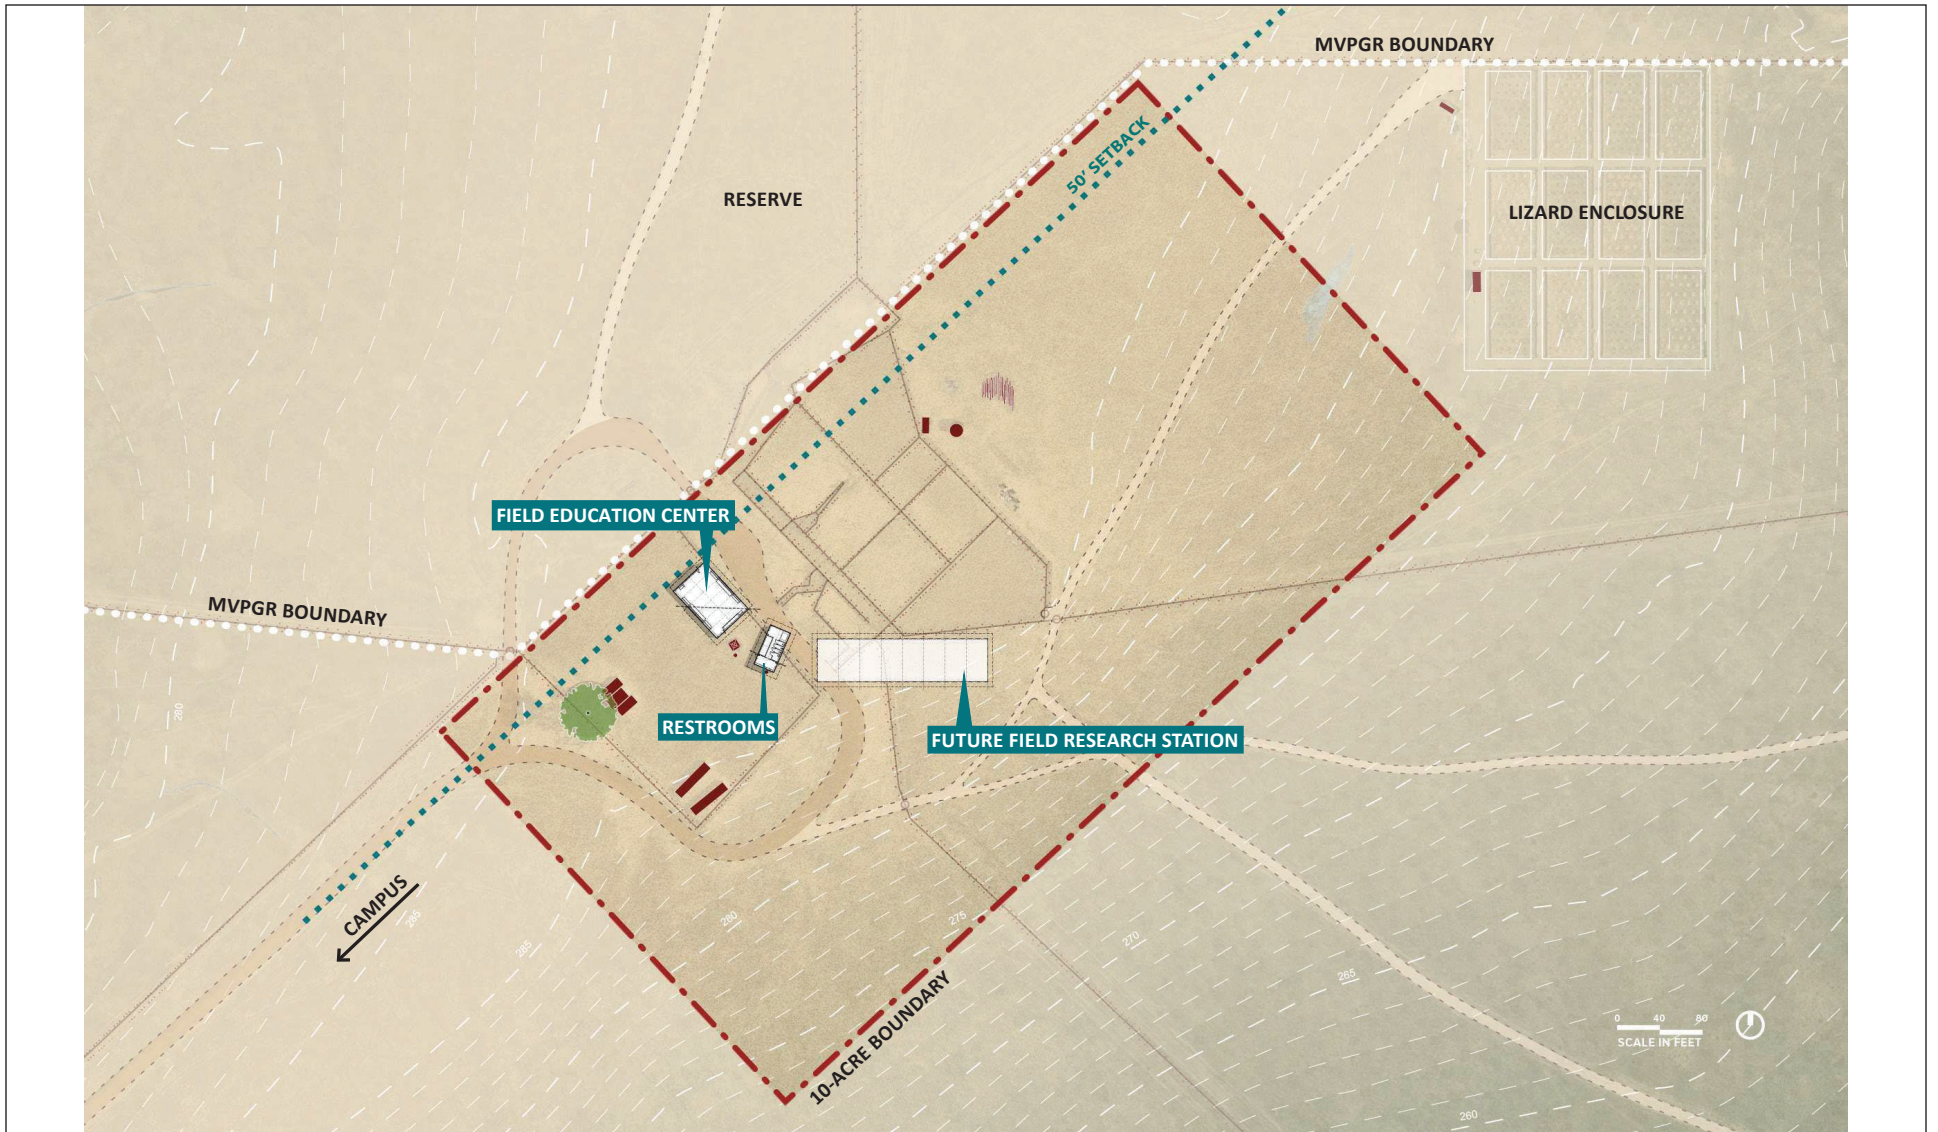 MVPGR BOUNDARY
50' SETBACK
RESERVE
LIZARD ENCLOSURE
FIELD EDUCATION CENTER
MVPGR BOUNDARY
280
RESTROOMS
FUTURE FIELD RESEARCH STATION
CAMPUS
285
285
280
275
270
265
10-ACRE BOUNDARY
0 40 80
SCALE IN FEET
260